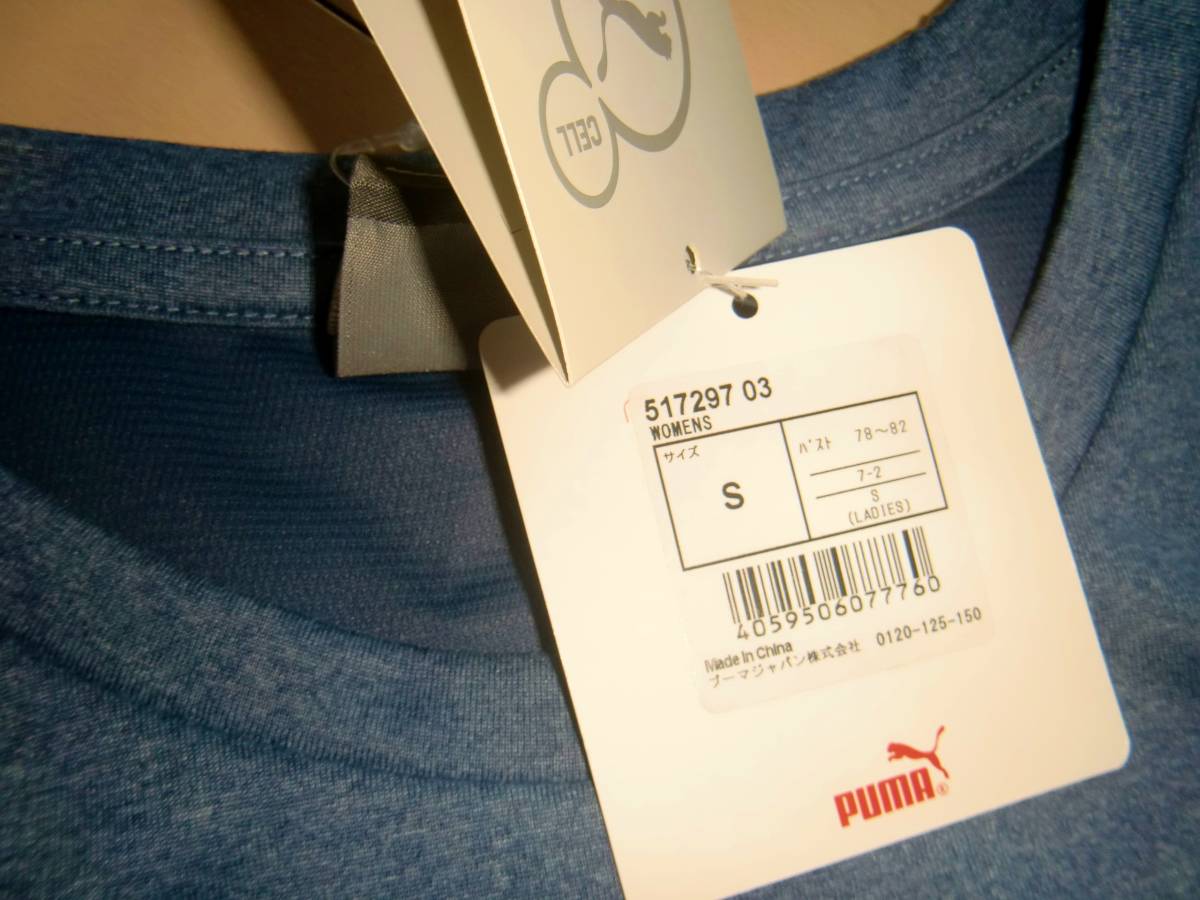 CELL
517297 03
WOMENS
サイズ
S
バスト 78～82
7-2
S
(LADIES)
4059506077760
Made In China
プーマジャパン株式会社 0120-125-150
PUMA®